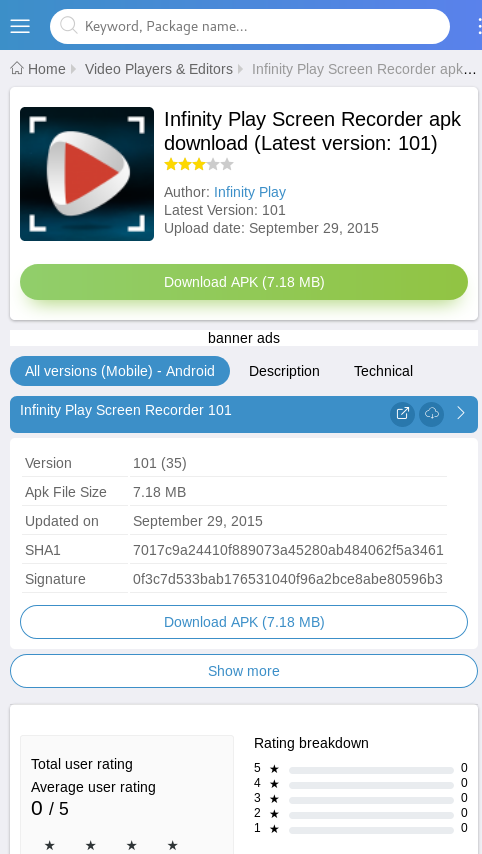 Keyword, Package name...
Home Video Players & Editors Infinity Play Screen Recorder apk...
Infinity Play Screen Recorder apk
download (Latest version: 101)
Author: Infinity Play
Latest Version: 101
Upload date: September 29, 2015
Download APK (7.18 MB)
banner ads
All versions (Mobile) - Android Description Technical
Infinity Play Screen Recorder 101
Version 101 (35)
Apk File Size 7.18 MB
Updated on September 29, 2015
SHA1 7017c9a24410f889073a45280ab484062f5a3461
Signature 0f3c7d533bab176531040f96a2bce8abe80596b3
Download APK (7.18 MB)
Show more
Total user rating
Average user rating
0 / 5
Rating breakdown
5 ★ 0
4 ★ 0
3 ★ 0
2 ★ 0
1 ★ 0